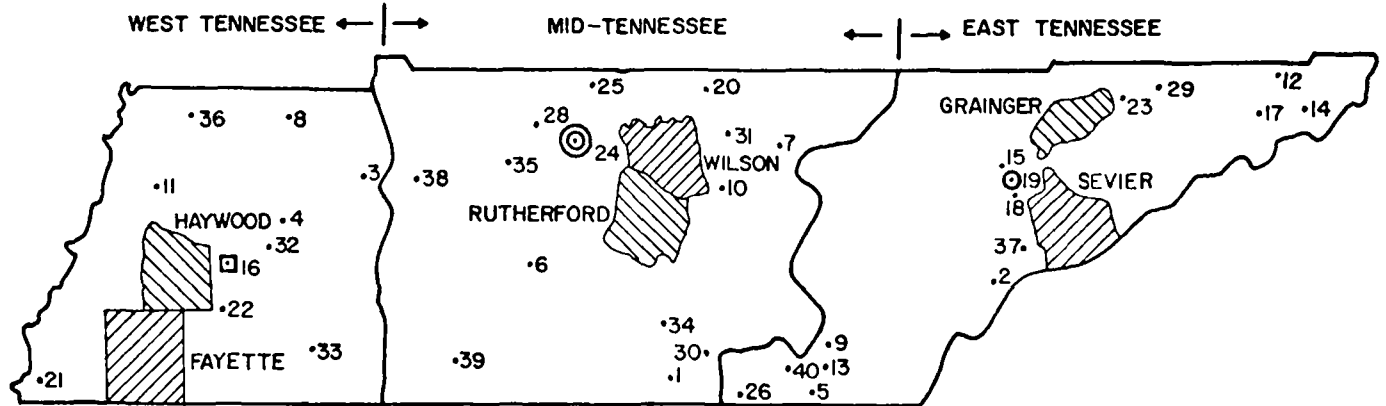 WEST TENNESSEE MID-TENNESSEE EAST TENNESSEE
25 20 29 12
36 8 28 GRAINGER 23 17 14
24 31 7
35 WILSON 15
11 3 38 10 19 SEVIER
HAYWOOD 4 RUTHERFORD 18
32 37
16 6 2
22
34
33 39 30 9
FAYETTE 40 13
21 1 26 5